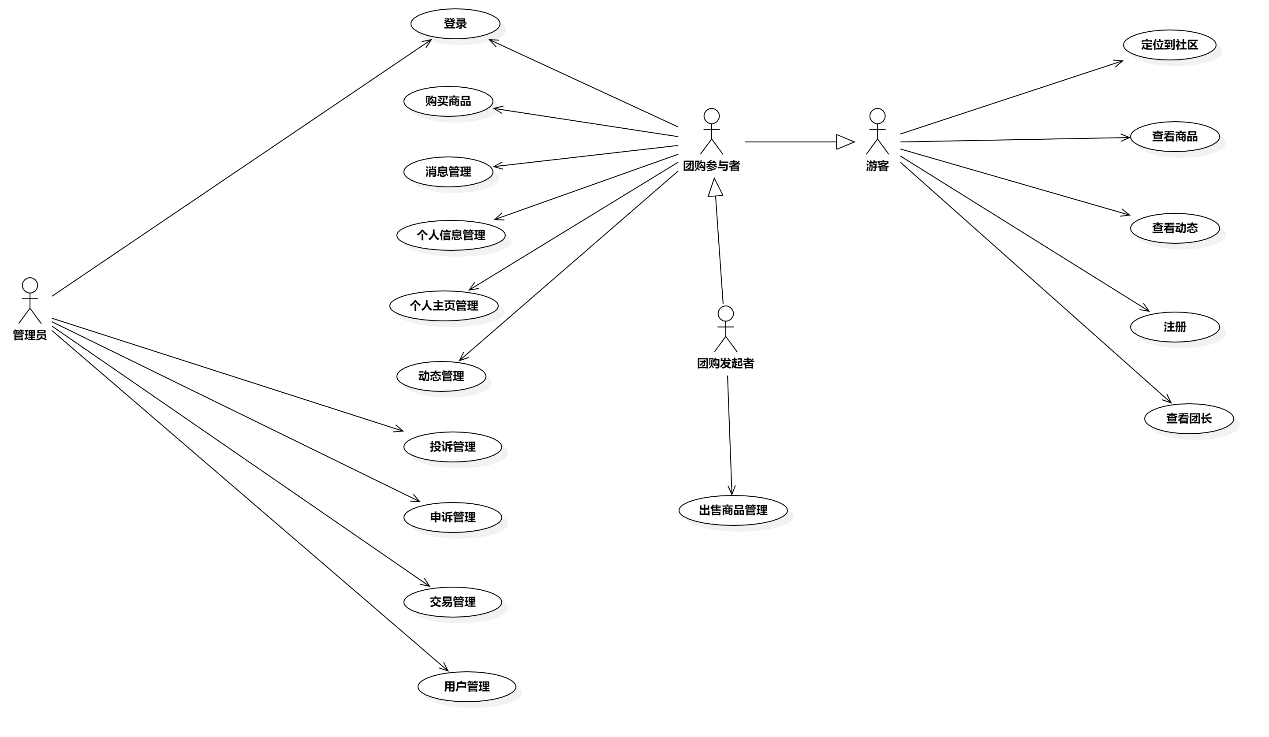 登录
定位到社区
购买商品
查看商品
团购参与者
游客
消息管理
查看动态
个人信息管理
个人主页管理
管理员
注册
团购发起者
动态管理
查看团长
投诉管理
出售商品管理
申诉管理
交易管理
用户管理